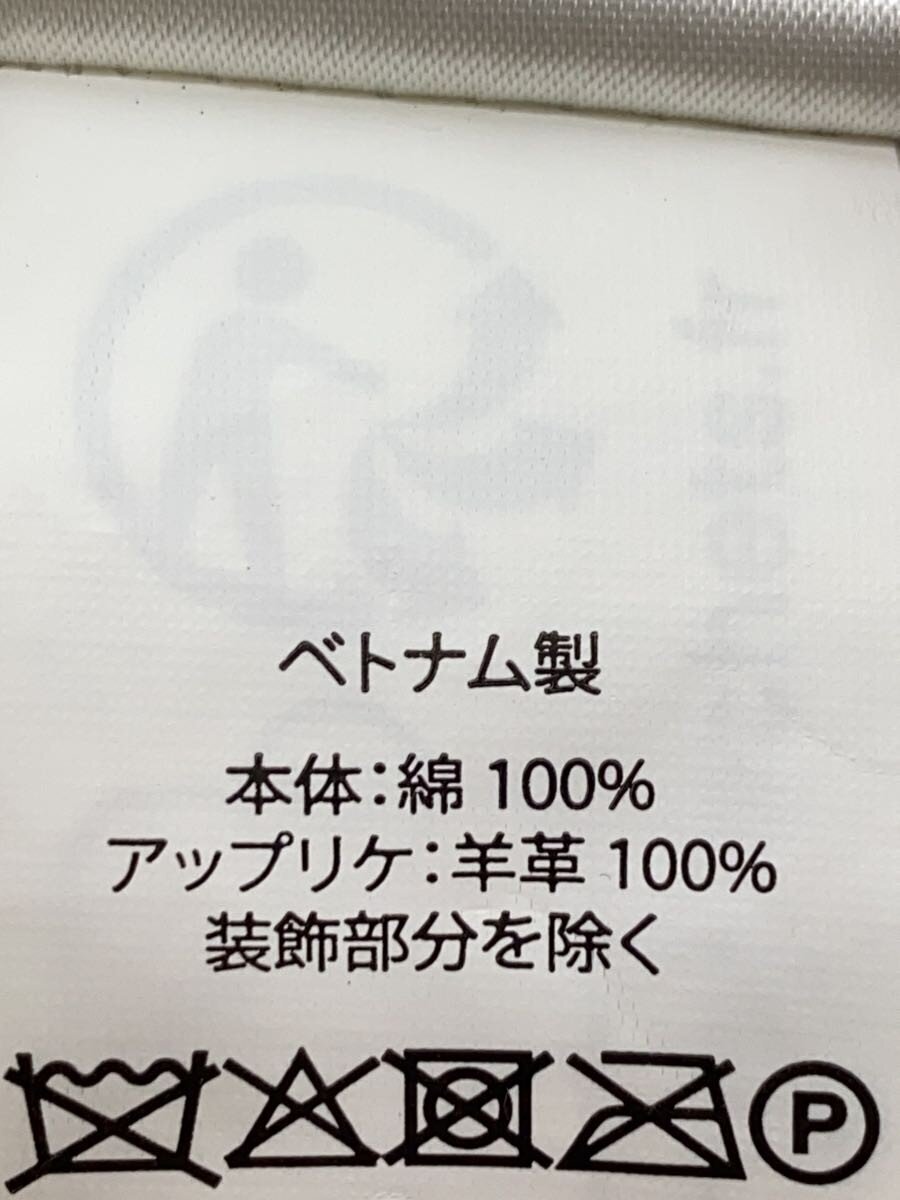 ベトナム製
本体:綿 100%
アップリケ:羊革 100%
装飾部分を除く
P